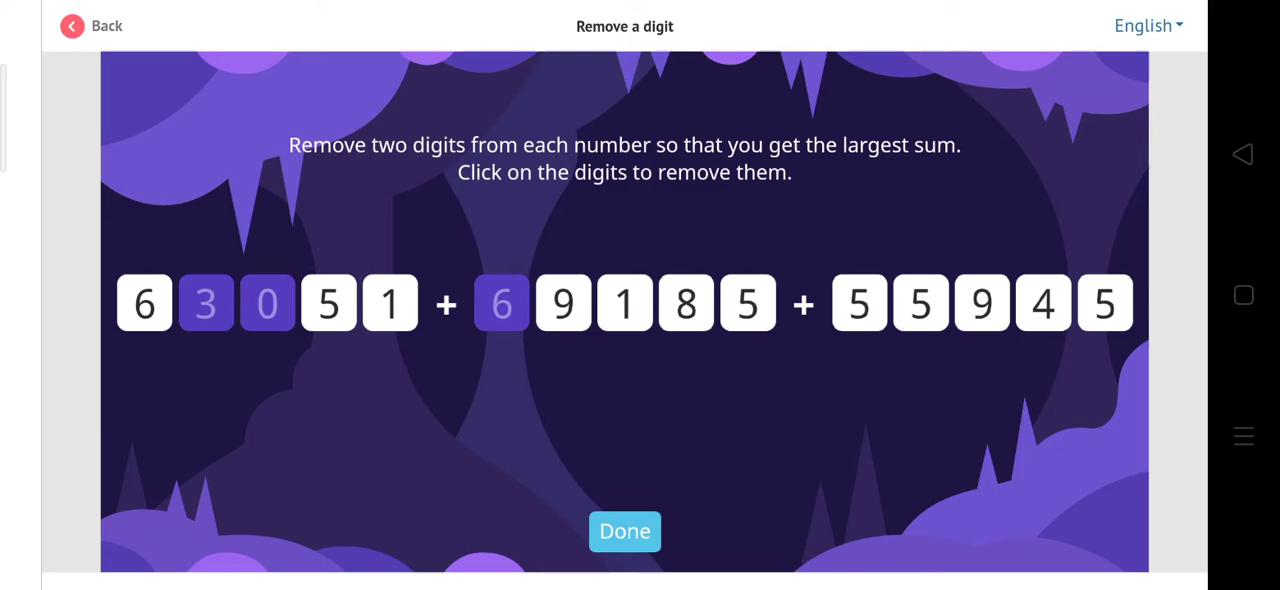 Back
Remove a digit
English
Remove two digits from each number so that you get the largest sum.
Click on the digits to remove them.
6 3 0 5 1 + 6 9 1 8 5 + 5 5 9 4 5
Done